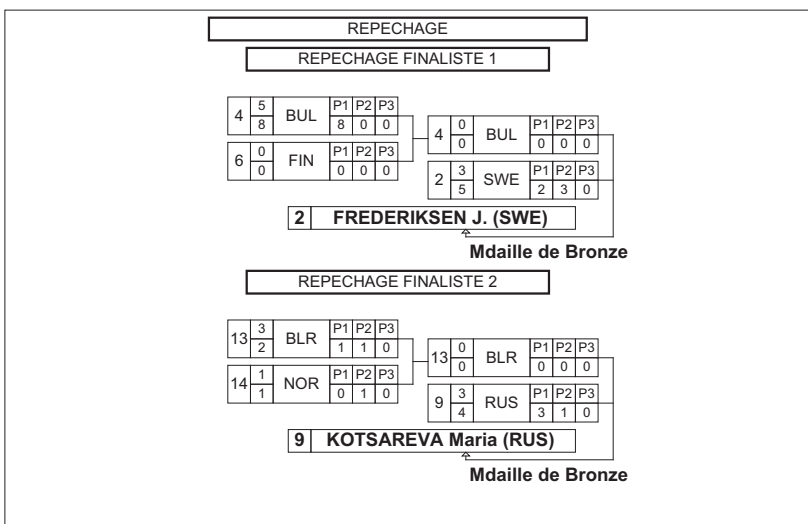 REPECHAGE
REPECHAGE FINALISTE 1
4 5 8 BUL P1 P2 P3 8 0 0
6 0 0 FIN P1 P2 P3 0 0 0
4 0 0 BUL P1 P2 P3 0 0 0
2 3 5 SWE P1 P2 P3 2 3 0
2 FREDERIKSEN J. (SWE)
Mdaille de Bronze
REPECHAGE FINALISTE 2
13 3 2 BLR P1 P2 P3 1 1 0
14 1 1 NOR P1 P2 P3 0 1 0
13 0 0 BLR P1 P2 P3 0 0 0
9 3 4 RUS P1 P2 P3 3 1 0
9 KOTSAREVA Maria (RUS)
Mdaille de Bronze